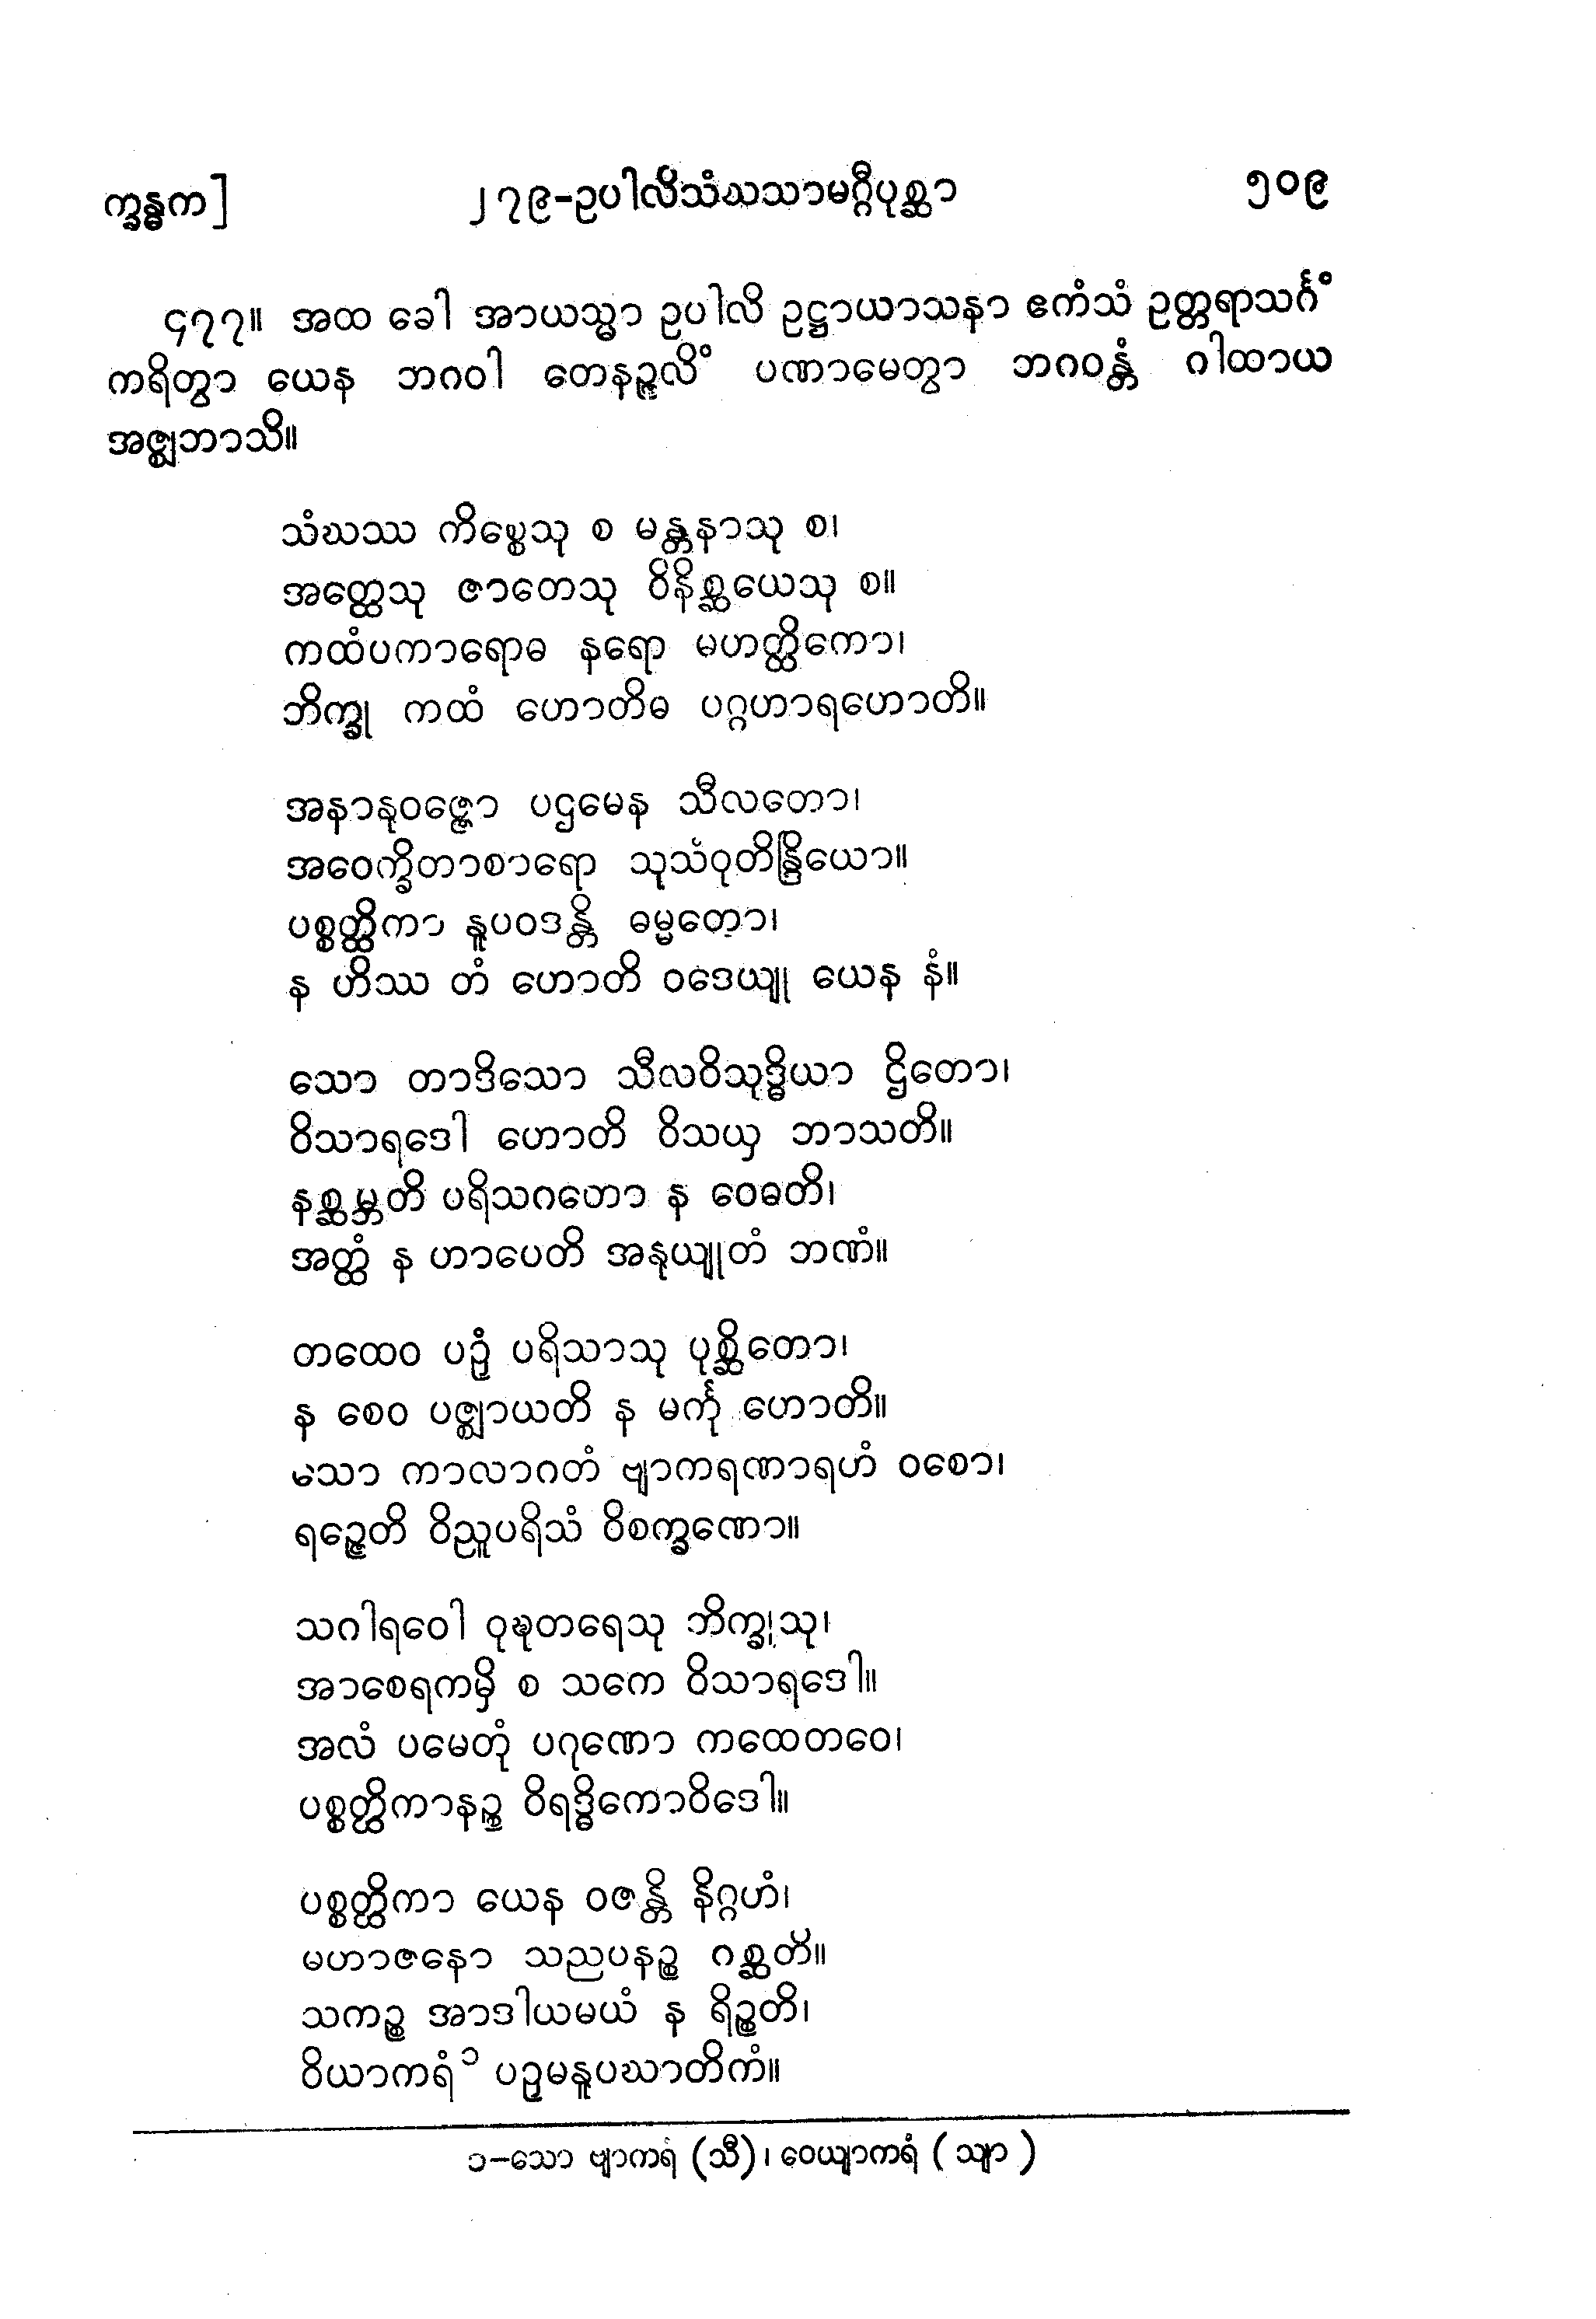 က္ခန္ဓက]
၂၇၉-ဥပါလိသံဃသာမဂ္ဂီပုစ္ဆာ
၅၀၉
၄၇၇။ အထ ခေါ အာယသ္မာ ဥပါလိ ဥဋ္ဌာယာသနာ ဧကံသံ ဥတ္တရာသင်္ဂံ
ကရိတွာ ယေန ဘဂဝါ တေနဉ္ဇလိံ ပဏာမေတွာ ဘဂဝန္တံ ဂါထာယ
အဇ္ဈဘာသိ။
သံဃဿ ကိစ္စေသု စ မန္တနာသု စ၊
အတ္ထေသု ဇာတေသု ဝိနိစ္ဆယေသု စ။
ကထံပကာရောဓ နရော မဟတ္ထိကော၊
ဘိက္ခု ကထံ ဟောတိဓ ပဂ္ဂဟာရဟောတိ။
အနာနုဝဇ္ဇော ပဌမေန သီလတော၊
အဝေက္ခိတာစာရော သုသံဝုတိန္ဒြိယော။
ပစ္စတ္ထိကာ နူပဝဒန္တိ ဓမ္မတော၊
န ဟိဿ တံ ဟောတိ ဝဒေယျု ယေန နံ။
သော တာဒိသော သီလဝိသုဒ္ဓိယာ ဌိတော၊
ဝိသာရဒေါ ဟောတိ ဝိသယှ ဘာသတိ။
နစ္ဆမ္ဘတိ ပရိသဂတော န ဝေဓတိ၊
အတ္ထံ န ဟာပေတိ အနုယျုတံ ဘဏံ။
တထေဝ ပဉှံ ပရိသာသု ပုစ္ဆိတော၊
န စေဝ ပဇ္ဈာယတိ န မင်္ကု ဟောတိ။
သော ကာလာဂတံ ဗျာကရဏာရဟံ ဝစော၊
ရဉ္ဇေတိ ဝိညူပရိသံ ဝိစက္ခဏော။
သဂါရဝေါ ဝုဍ္ဎတရေသု ဘိက္ခုသု၊
အာစေရကမှိ စ သကေ ဝိသာရဒေါ။
အလံ ပမေတုံ ပဂုဏော ကထေတဝေ၊
ပစ္စတ္ထိကာနဉ္စ ဝိရဒ္ဓိကောဝိဒေါ။
ပစ္စတ္ထိကာ ယေန ဝဇန္တိ နိဂ္ဂဟံ၊
မဟာဇနော သညပနဉ္စ ဂစ္ဆတိ။
သကဉ္စ အာဒါယမယံ န ရိဉ္စတိ၊
ဝိယာကရံ၁ ပဉှမနူပဃာတိကံ။
၁-သော ဗျာကရံ (သီ)၊ ဝေယျာကရံ (သျာ)